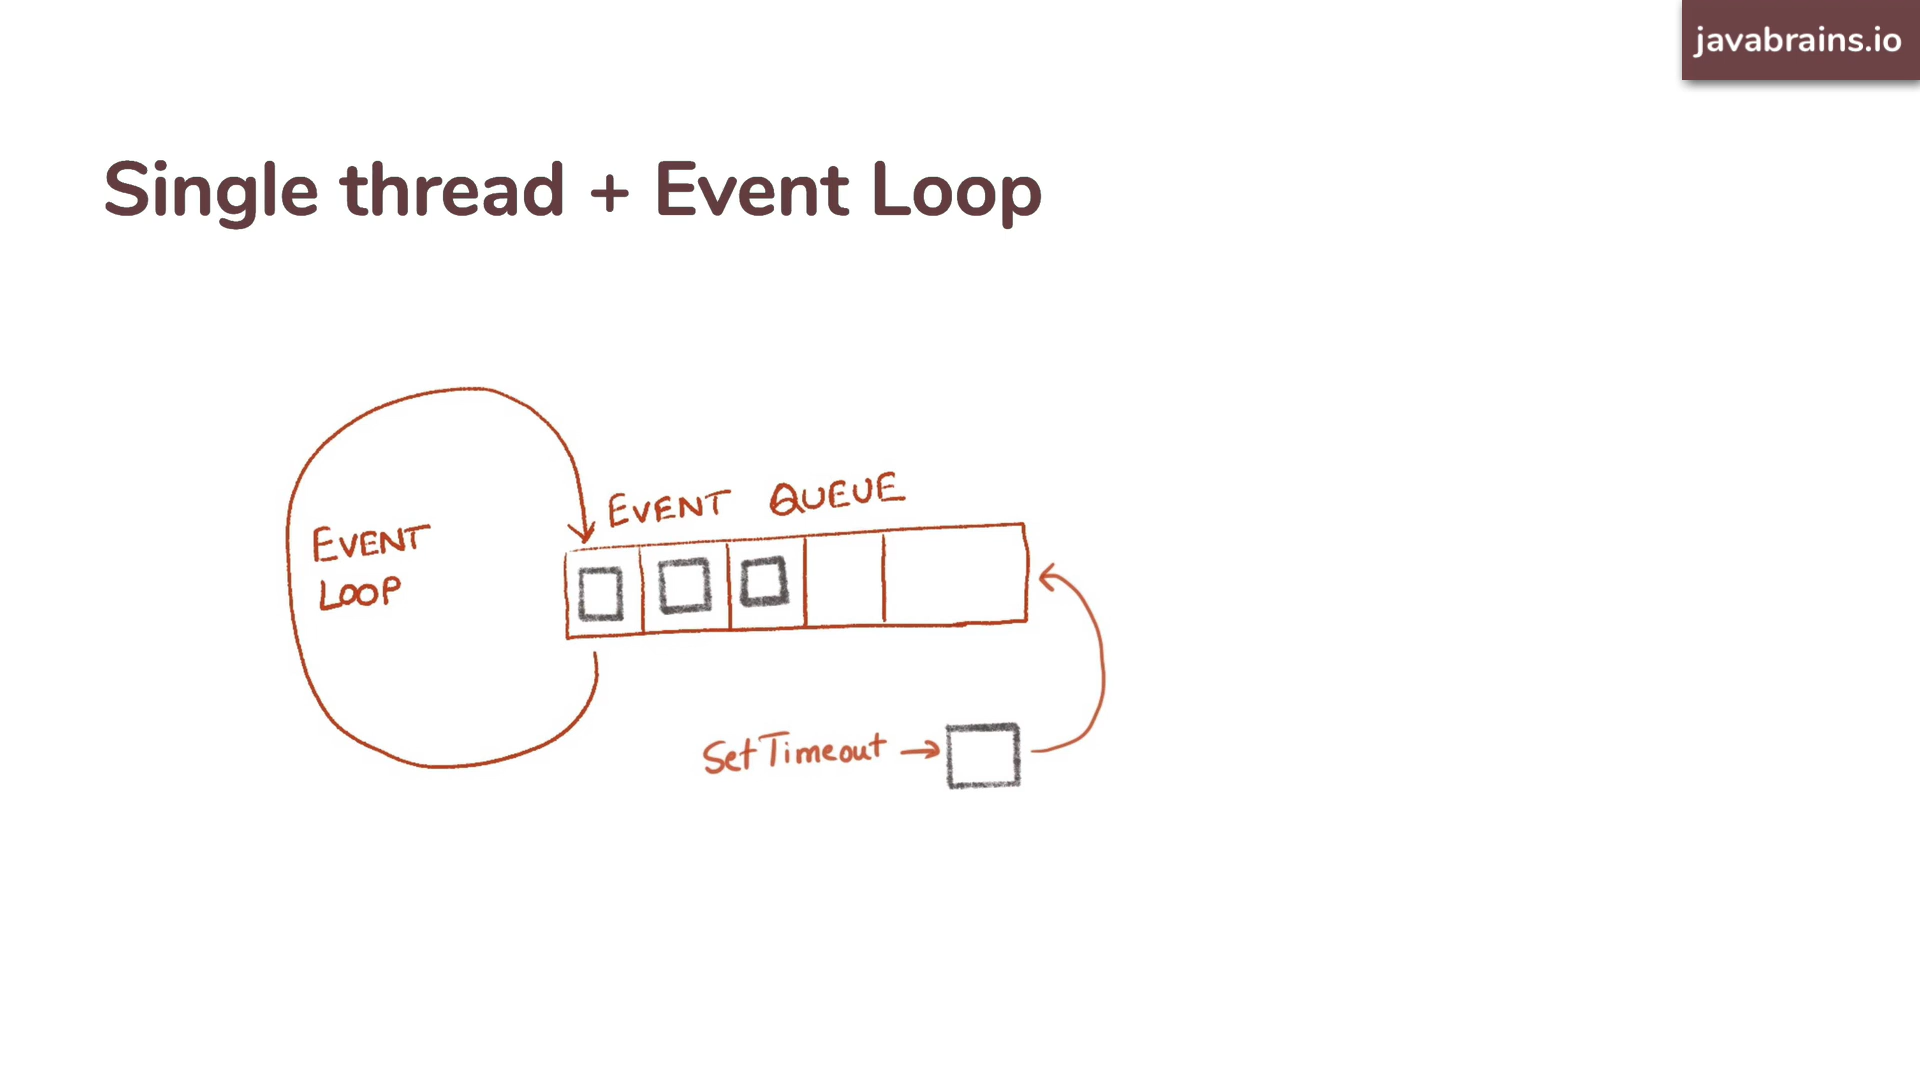 javabrains.io
Single thread + Event Loop
EVENT QUEUE
EVENT
LOOP
SetTimeout